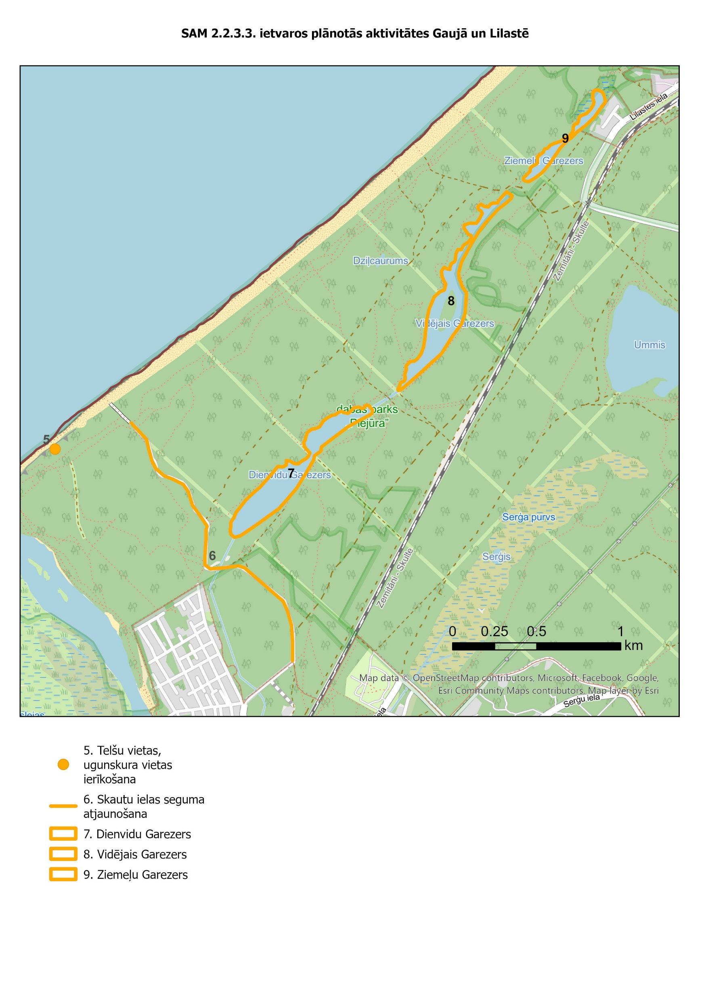 SAM 2.2.3.3. ietvaros plānotās aktivitātes Gaujā un Lilastē
Lilastes iela
9
Ziemeļu Garezers
Zemitāni - Skulte
Dziļcaurums
8
Vidējais Garezers
Ummis
dabas parks
Piejūra”
5
7
Dienvidu Garezers
Serģa purvs
6
Serģis
Zemitāni - Skulte
0 0.25 0.5 1
km
Map data © OpenStreetMap contributors, Microsoft, Facebook, Google,
Esri Community Maps contributors, Map layer by Esri
Serģu iela
iela
slejas
5. Telšu vietas,
ugunskura vietas
ierīkošana
6. Skautu ielas seguma
atjaunošana
7. Dienvidu Garezers
8. Vidējais Garezers
9. Ziemeļu Garezers